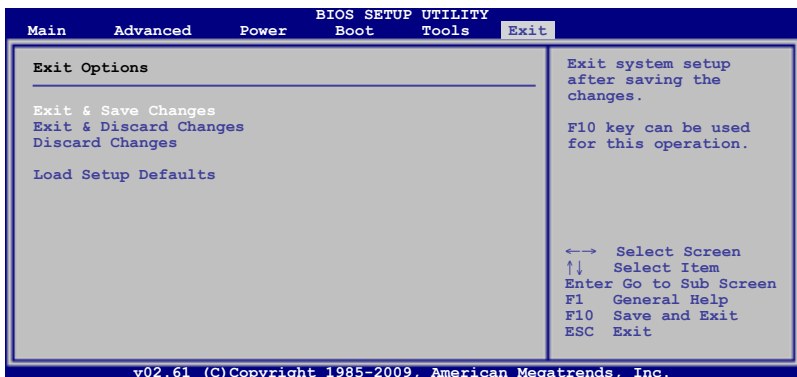 BIOS SETUP UTILITY
Main Advanced Power Boot Tools Exit
Exit Options
Exit & Save Changes
Exit & Discard Changes
Discard Changes
Load Setup Defaults
Exit system setup
after saving the
changes.
F10 key can be used
for this operation.
←→ Select Screen
↑↓ Select Item
Enter Go to Sub Screen
F1 General Help
F10 Save and Exit
ESC Exit
v02.61 (C)Copyright 1985-2009, American Megatrends, Inc.